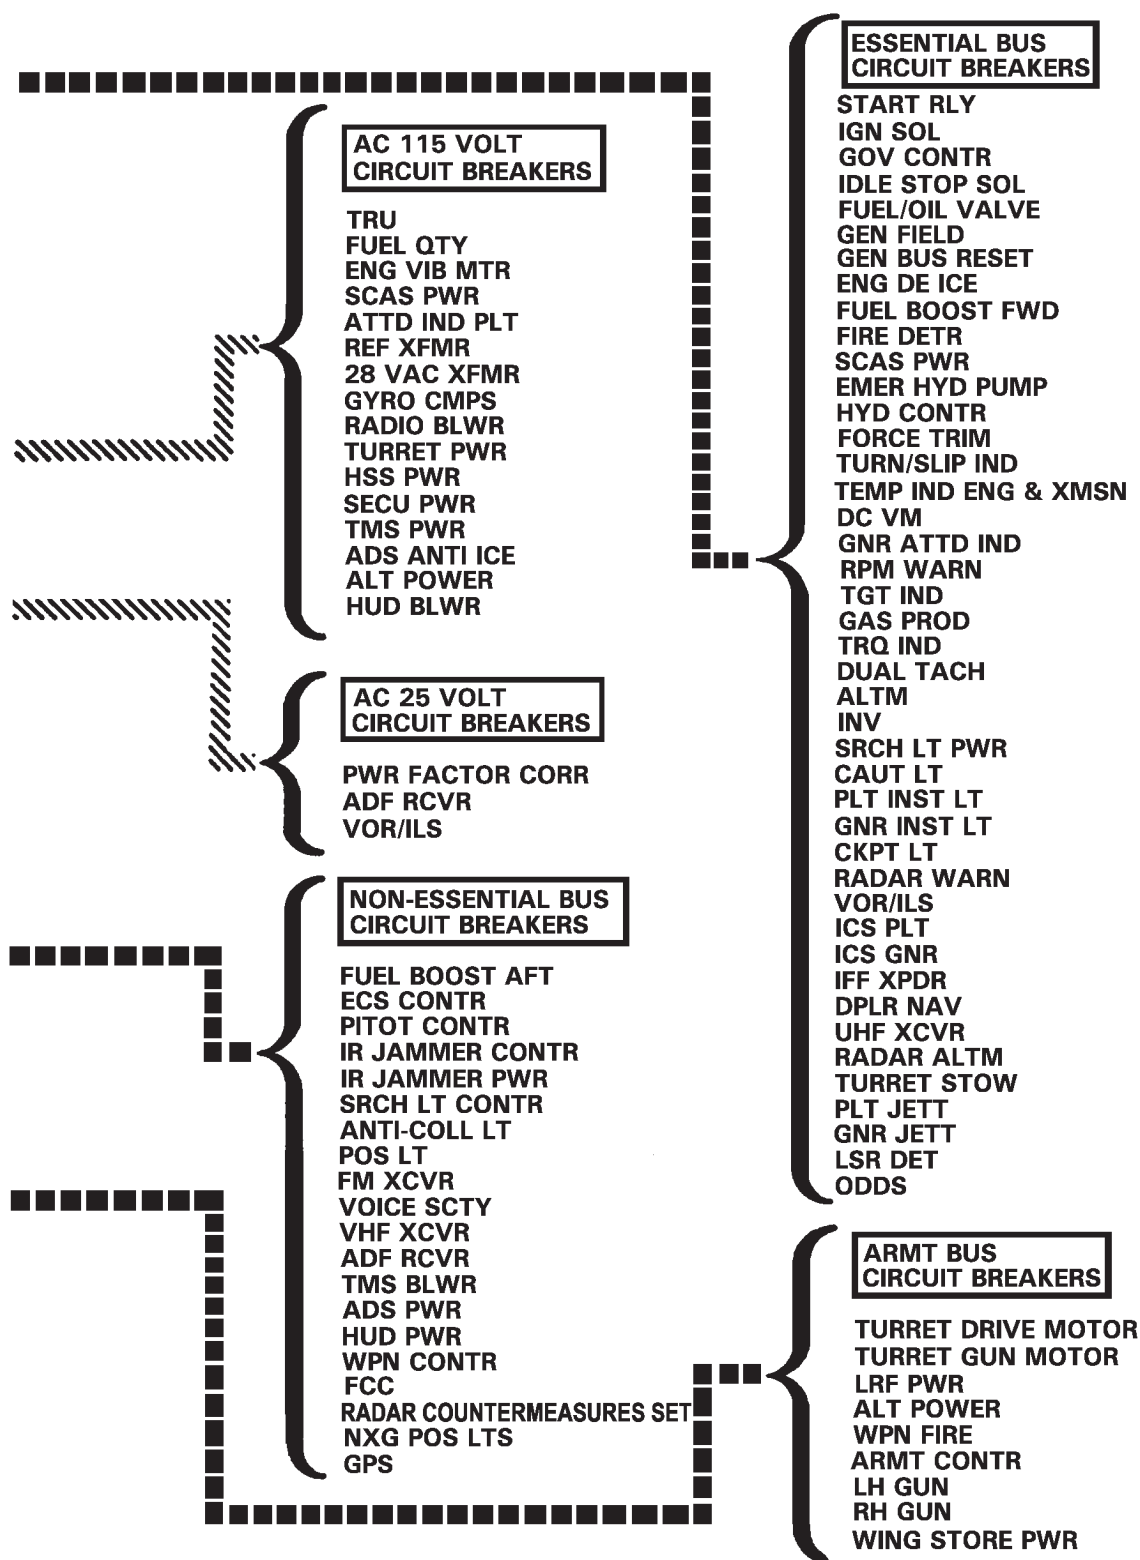 AC 115 VOLT
CIRCUIT BREAKERS
TRU
FUEL QTY
ENG VIB MTR
SCAS PWR
ATTD IND PLT
REF XFMR
28 VAC XFMR
GYRO CMPS
RADIO BLWR
TURRET PWR
HSS PWR
SECU PWR
TMS PWR
ADS ANTI ICE
ALT POWER
HUD BLWR
AC 25 VOLT
CIRCUIT BREAKERS
PWR FACTOR CORR
ADF RCVR
VOR/ILS
NON-ESSENTIAL BUS
CIRCUIT BREAKERS
FUEL BOOST AFT
ECS CONTR
PITOT CONTR
IR JAMMER CONTR
IR JAMMER PWR
SRCH LT CONTR
ANTI-COLL LT
POS LT
FM XCVR
VOICE SCTY
VHF XCVR
ADF RCVR
TMS BLWR
ADS PWR
HUD PWR
WPN CONTR
FCC
RADAR COUNTERMEASURES SET
NXG POS LTS
GPS
ESSENTIAL BUS
CIRCUIT BREAKERS
START RLY
IGN SOL
GOV CONTR
IDLE STOP SOL
FUEL/OIL VALVE
GEN FIELD
GEN BUS RESET
ENG DE ICE
FUEL BOOST FWD
FIRE DETR
SCAS PWR
EMER HYD PUMP
HYD CONTR
FORCE TRIM
TURN/SLIP IND
TEMP IND ENG & XMSN
DC VM
GNR ATTD IND
RPM WARN
TGT IND
GAS PROD
TRQ IND
DUAL TACH
ALTM
INV
SRCH LT PWR
CAUT LT
PLT INST LT
GNR INST LT
CKPT LT
RADAR WARN
VOR/ILS
ICS PLT
ICS GNR
IFF XPDR
DPLR NAV
UHF XCVR
RADAR ALTM
TURRET STOW
PLT JETT
GNR JETT
LSR DET
ODDS
ARMT BUS
CIRCUIT BREAKERS
TURRET DRIVE MOTOR
TURRET GUN MOTOR
LRF PWR
ALT POWER
WPN FIRE
ARMT CONTR
LH GUN
RH GUN
WING STORE PWR